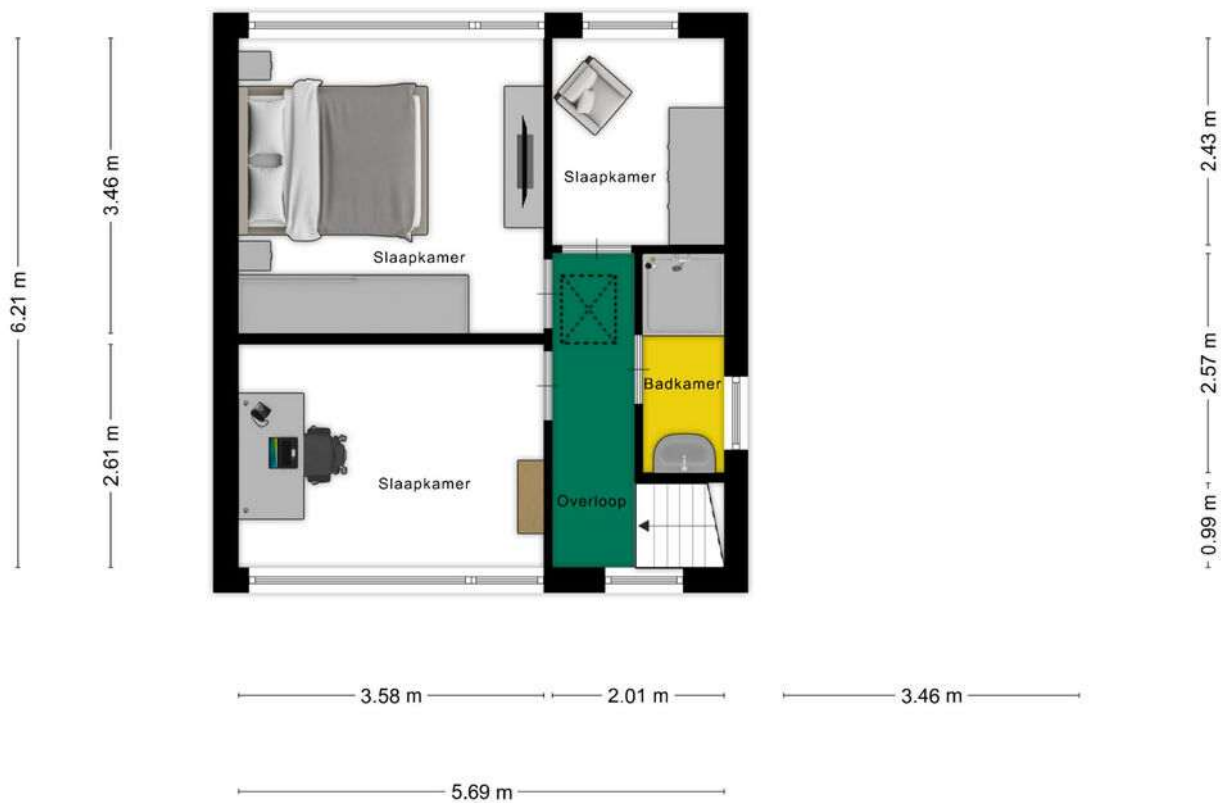 Slaapkamer
Slaapkamer
Badkamer
Slaapkamer
Overloop
6.21 m
3.46 m
2.61 m
2.43 m
2.57 m
0.99 m
3.58 m
2.01 m
3.46 m
5.69 m